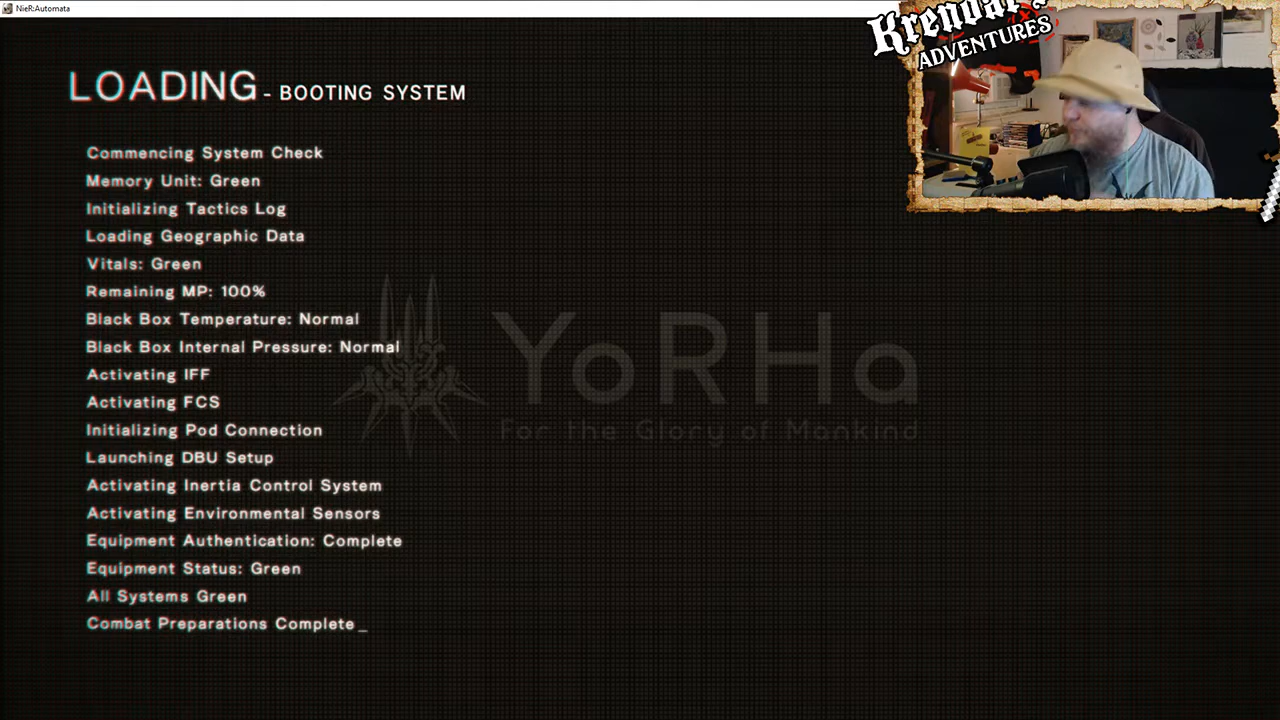 NieR:Automata
ADVENTURES
LOADING - BOOTING SYSTEM
Commencing System Check
Memory Unit: Green
Initializing Tactics Log
Loading Geographic Data
Vitals: Green
Remaining MP: 100%
Black Box Temperature: Normal
Black Box Internal Pressure: Normal
Activating IFF
Activating FCS
Initializing Pod Connection
Launching DBU Setup
Activating Inertia Control System
Activating Environmental Sensors
Equipment Authentication: Complete
Equipment Status: Green
All Systems Green
Combat Preparations Complete _
YoRHa
For the Glory of Mankind